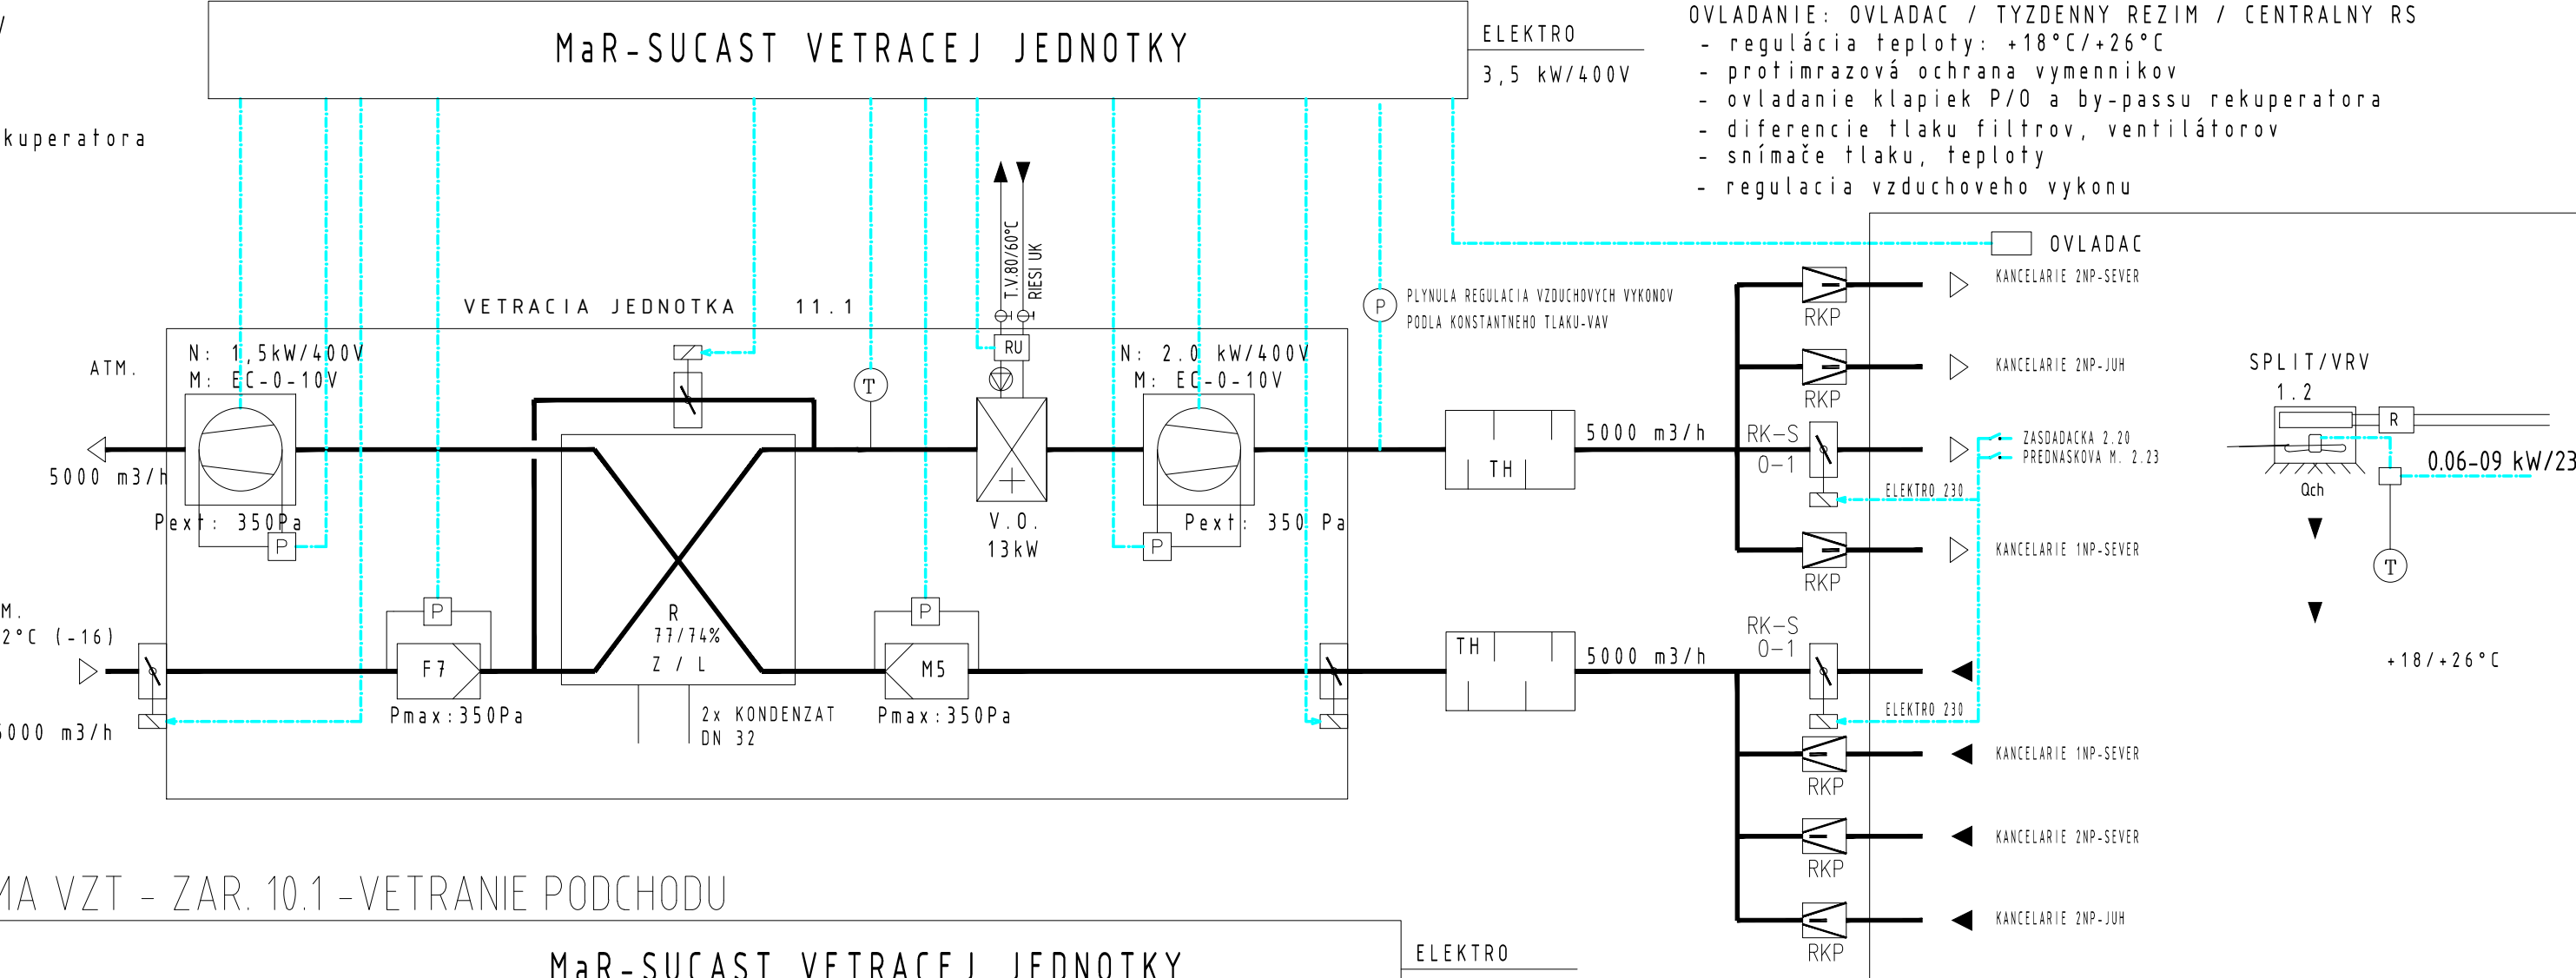 MaR-SUCAST VETRACEJ JEDNOTKY
ELEKTRO
3,5 kW/400V
OVLADANIE: OVLADAC / TYZDENNY REZIM / CENTRALNY RS
- regulácia teploty: +18°C/+26°C
- protimrazová ochrana vymennikov
- ovladanie klapiek P/O a by-passu rekuperatora
- diferencie tlaku filtrov, ventilátorov
- snímače tlaku, teploty
- regulacia vzduchoveho vykonu
kuperatora
T.V.80/60°C
RIESI UK
OVLADAC
VETRACIA JEDNOTKA 11.1
P
PLYNULA REGULACIA VZDUCHOVYCH VYKONOV
PODLA KONSTANTNEHO TLAKU-VAV
RKP
KANCELARIE 2NP-SEVER
ATM.
N: 1,5kW/400V
M: EC-0-10V
T
RU
N: 2.0 kW/400V
M: EC-0-10V
RKP
KANCELARIE 2NP-JUH
SPLIT/VRV
1.2
R
5000 m3/h
Pext: 350Pa
P
V.O.
13kW
Pext: 350 Pa
P
TH
5000 m3/h
RK-S
0-1
ELEKTRO 230
ZASDADACKA 2.20
PREDNASKOVA M. 2.23
0.06-09 kW/23
Qch
T
RKP
KANCELARIE 1NP-SEVER
M.
2°C (-16)
P
F7
Pmax:350Pa
R
77/74%
Z / L
P
M5
Pmax:350Pa
2x KONDENZAT
DN 32
TH
5000 m3/h
RK-S
0-1
ELEKTRO 230
+18/+26°C
5000 m3/h
RKP
KANCELARIE 1NP-SEVER
RKP
KANCELARIE 2NP-SEVER
RKP
KANCELARIE 2NP-JUH
MA VZT - ZAR. 10.1 -VETRANIE PODCHODU
MaR-SUCAST VETRACEJ JEDNOTKY
ELEKTRO